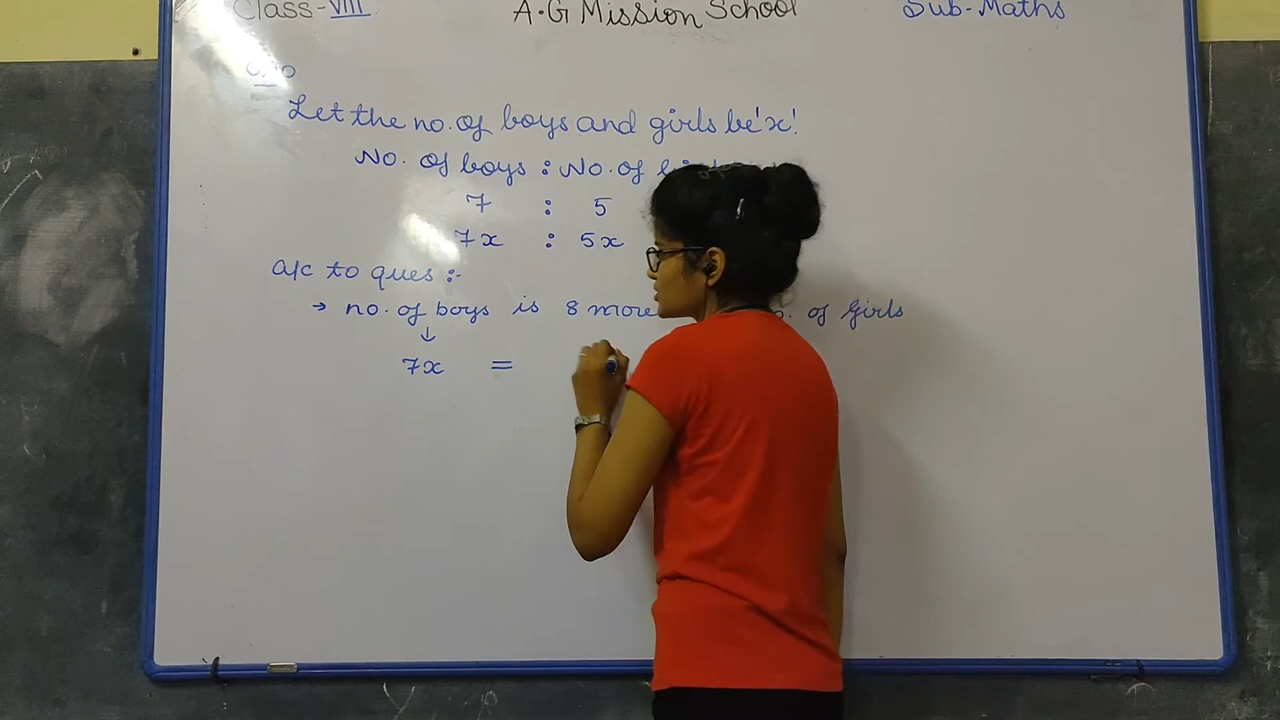 Class-VIII A.G Mission School Sub-Maths
Let the no. of boys and girls be 'x'.
No. of boys : No. of
7 : 5
7x : 5x
A/c to ques :-
→ no. of boys is 8 more of Girls
↓
7x =